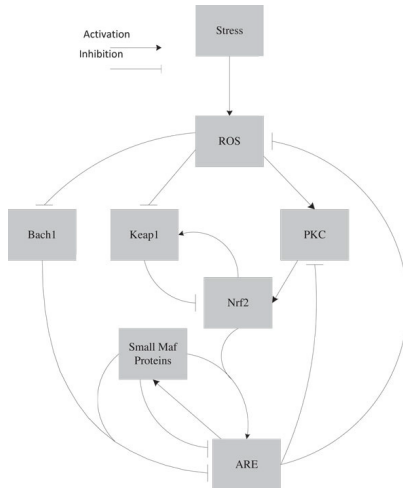 Stress
Activation
Inhibition
ROS
Bach1
Keap1
PKC
Nrf2
Small Maf
Proteins
ARE